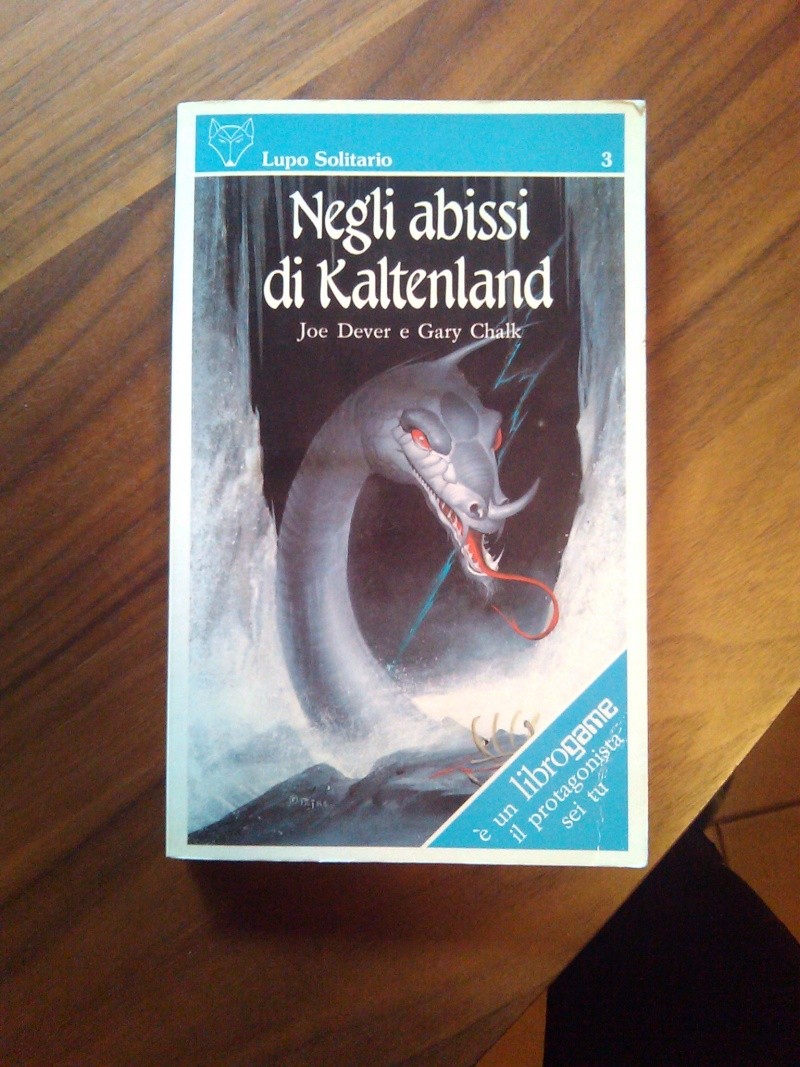 Lupo Solitario 3
Negli abissi
di Kaltenland
Joe Dever e Gary Chalk
è un librogame
il protagonista
sei tu